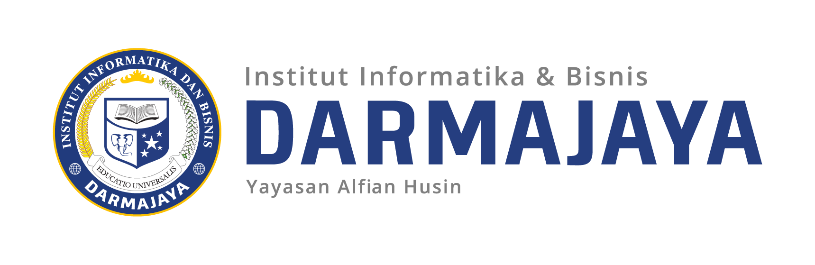 INSTITUT INFORMATIKA DAN BISNIS
EDUCATIO UNIVERSALIS
DARMAJAYA
Institut Informatika & Bisnis
DARMAJAYA
Yayasan Alfian Husin